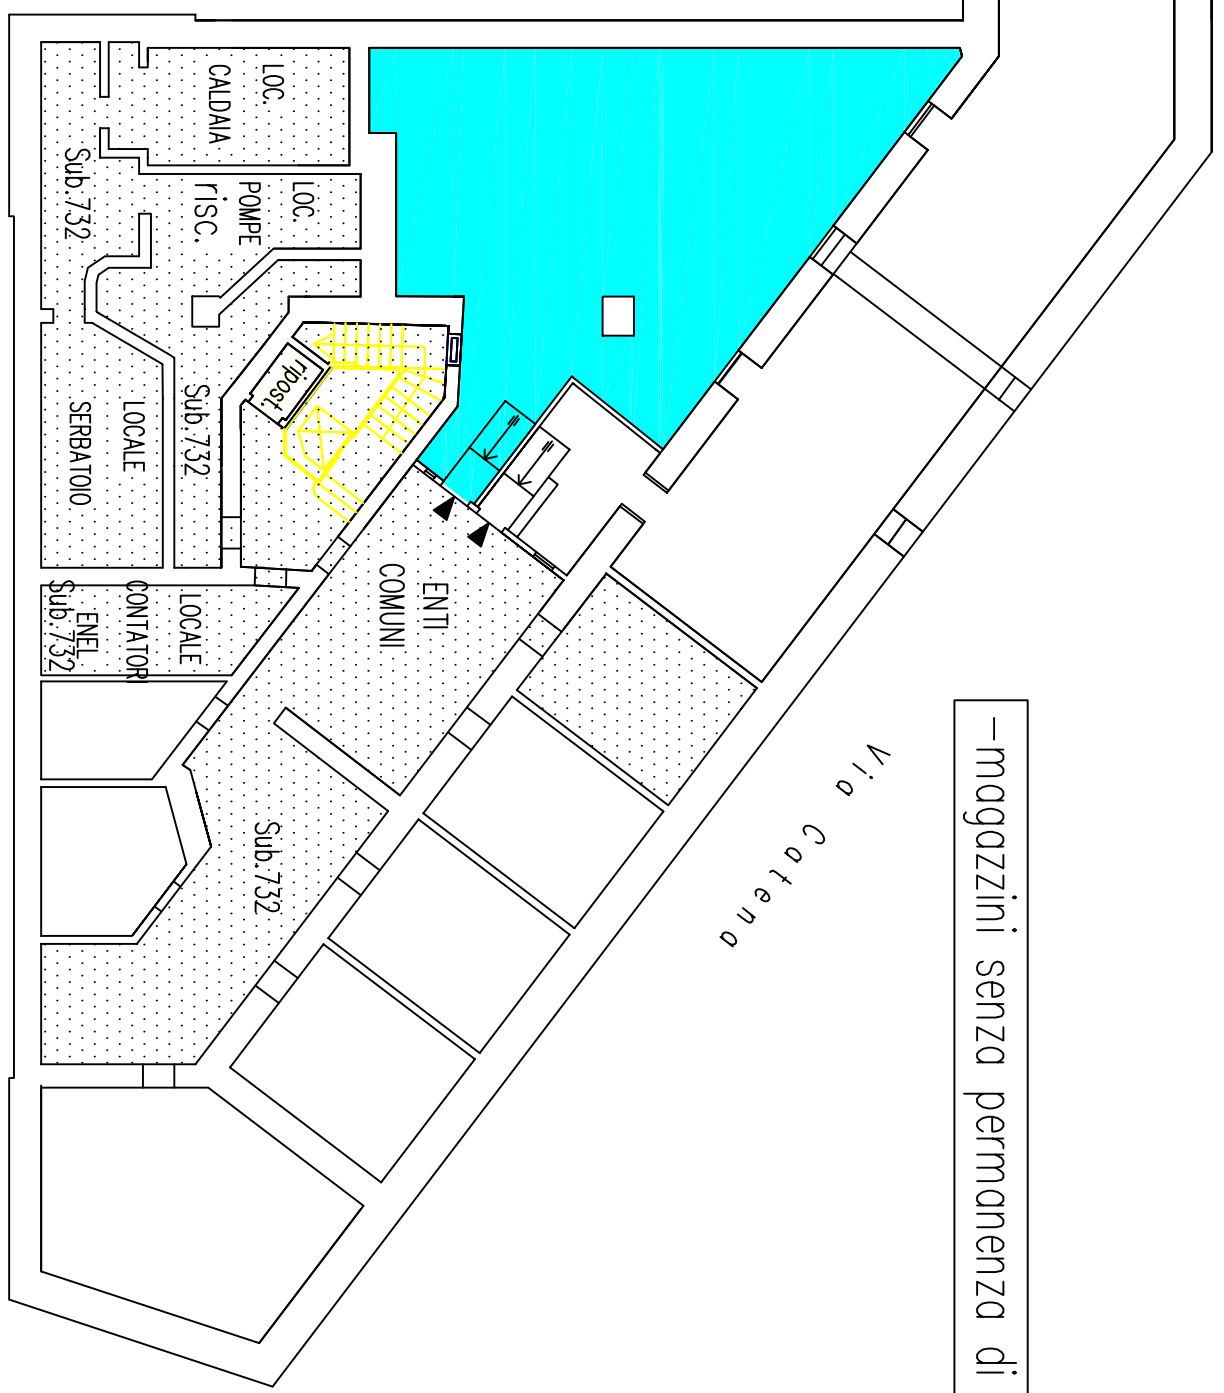 LOC.
CALDAIA
LOC.
POMPE
risc.
Sub.732
ripost.
Sub.732
LOCALE
SERBATOIO
ENTI
COMUNI
LOCALE
CONTATORI
ENEL
Sub.732
Sub.732
Via Catena
-magazzini senza permanenza di